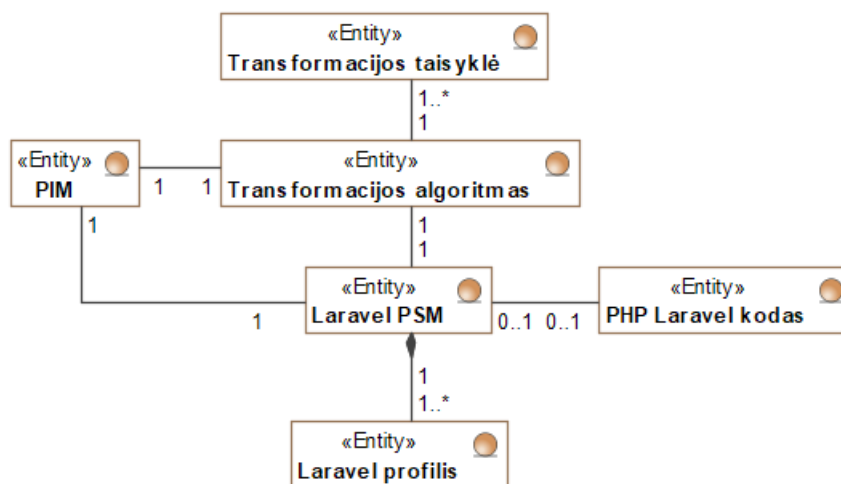 «Entity»
Transformacijos taisyklė
1..*
1
«Entity»
PIM
1
1
«Entity»
Transformacijos algoritmas
1
1
1
1
«Entity»
Laravel PSM
0..1
0..1
«Entity»
PHP Laravel kodas
1
1..*
«Entity»
Laravel profilis